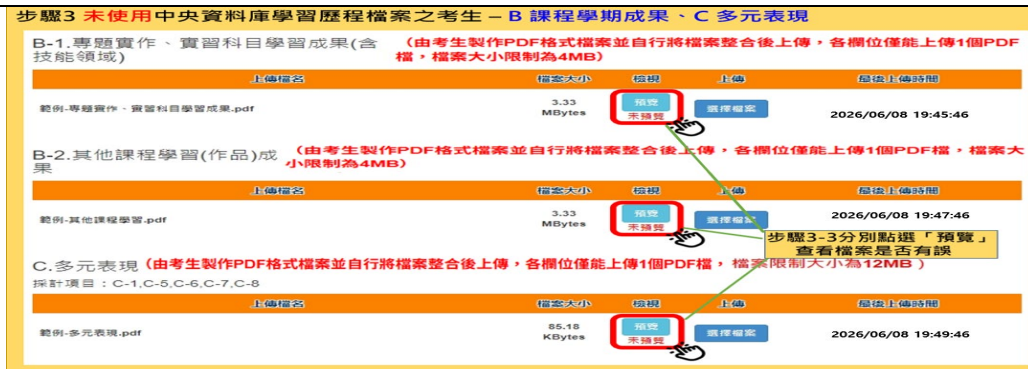 步驟3 未使用中央資料庫學習歷程檔案之考生 – B 課程學期成果、C 多元表現
B-1.專題實作、實習科目學習成果(含技能領域)
(由考生製作PDF格式檔案並自行將檔案整合後上傳，各欄位僅能上傳1個PDF檔，檔案大小限制為4MB)
上傳檔名 檔案大小 檢視 上傳 最後上傳時間
範例-專題實作、實習科目學習成果.pdf 3.33 MBytes 預覽 未預覽 選擇檔案 2026/06/08 19:45:46
B-2.其他課程學習(作品)成果
(由考生製作PDF格式檔案並自行將檔案整合後上傳，各欄位僅能上傳1個PDF檔，檔案大小限制為4MB)
上傳檔名 檔案大小 檢視 上傳 最後上傳時間
範例-其他課程學習.pdf 3.33 MBytes 預覽 未預覽 選擇檔案 2026/06/08 19:47:46
步驟3-3分別點選「預覽」
查看檔案是否有誤
C.多元表現(由考生製作PDF格式檔案並自行將檔案整合後上傳，各欄位僅能上傳1個PDF檔，檔案限制大小為12MB)
採計項目：C-1,C-5,C-6,C-7,C-8
上傳檔名 檔案大小 檢視 上傳 最後上傳時間
範例-多元表現.pdf 85.18 KBytes 預覽 未預覽 選擇檔案 2026/06/08 19:49:46